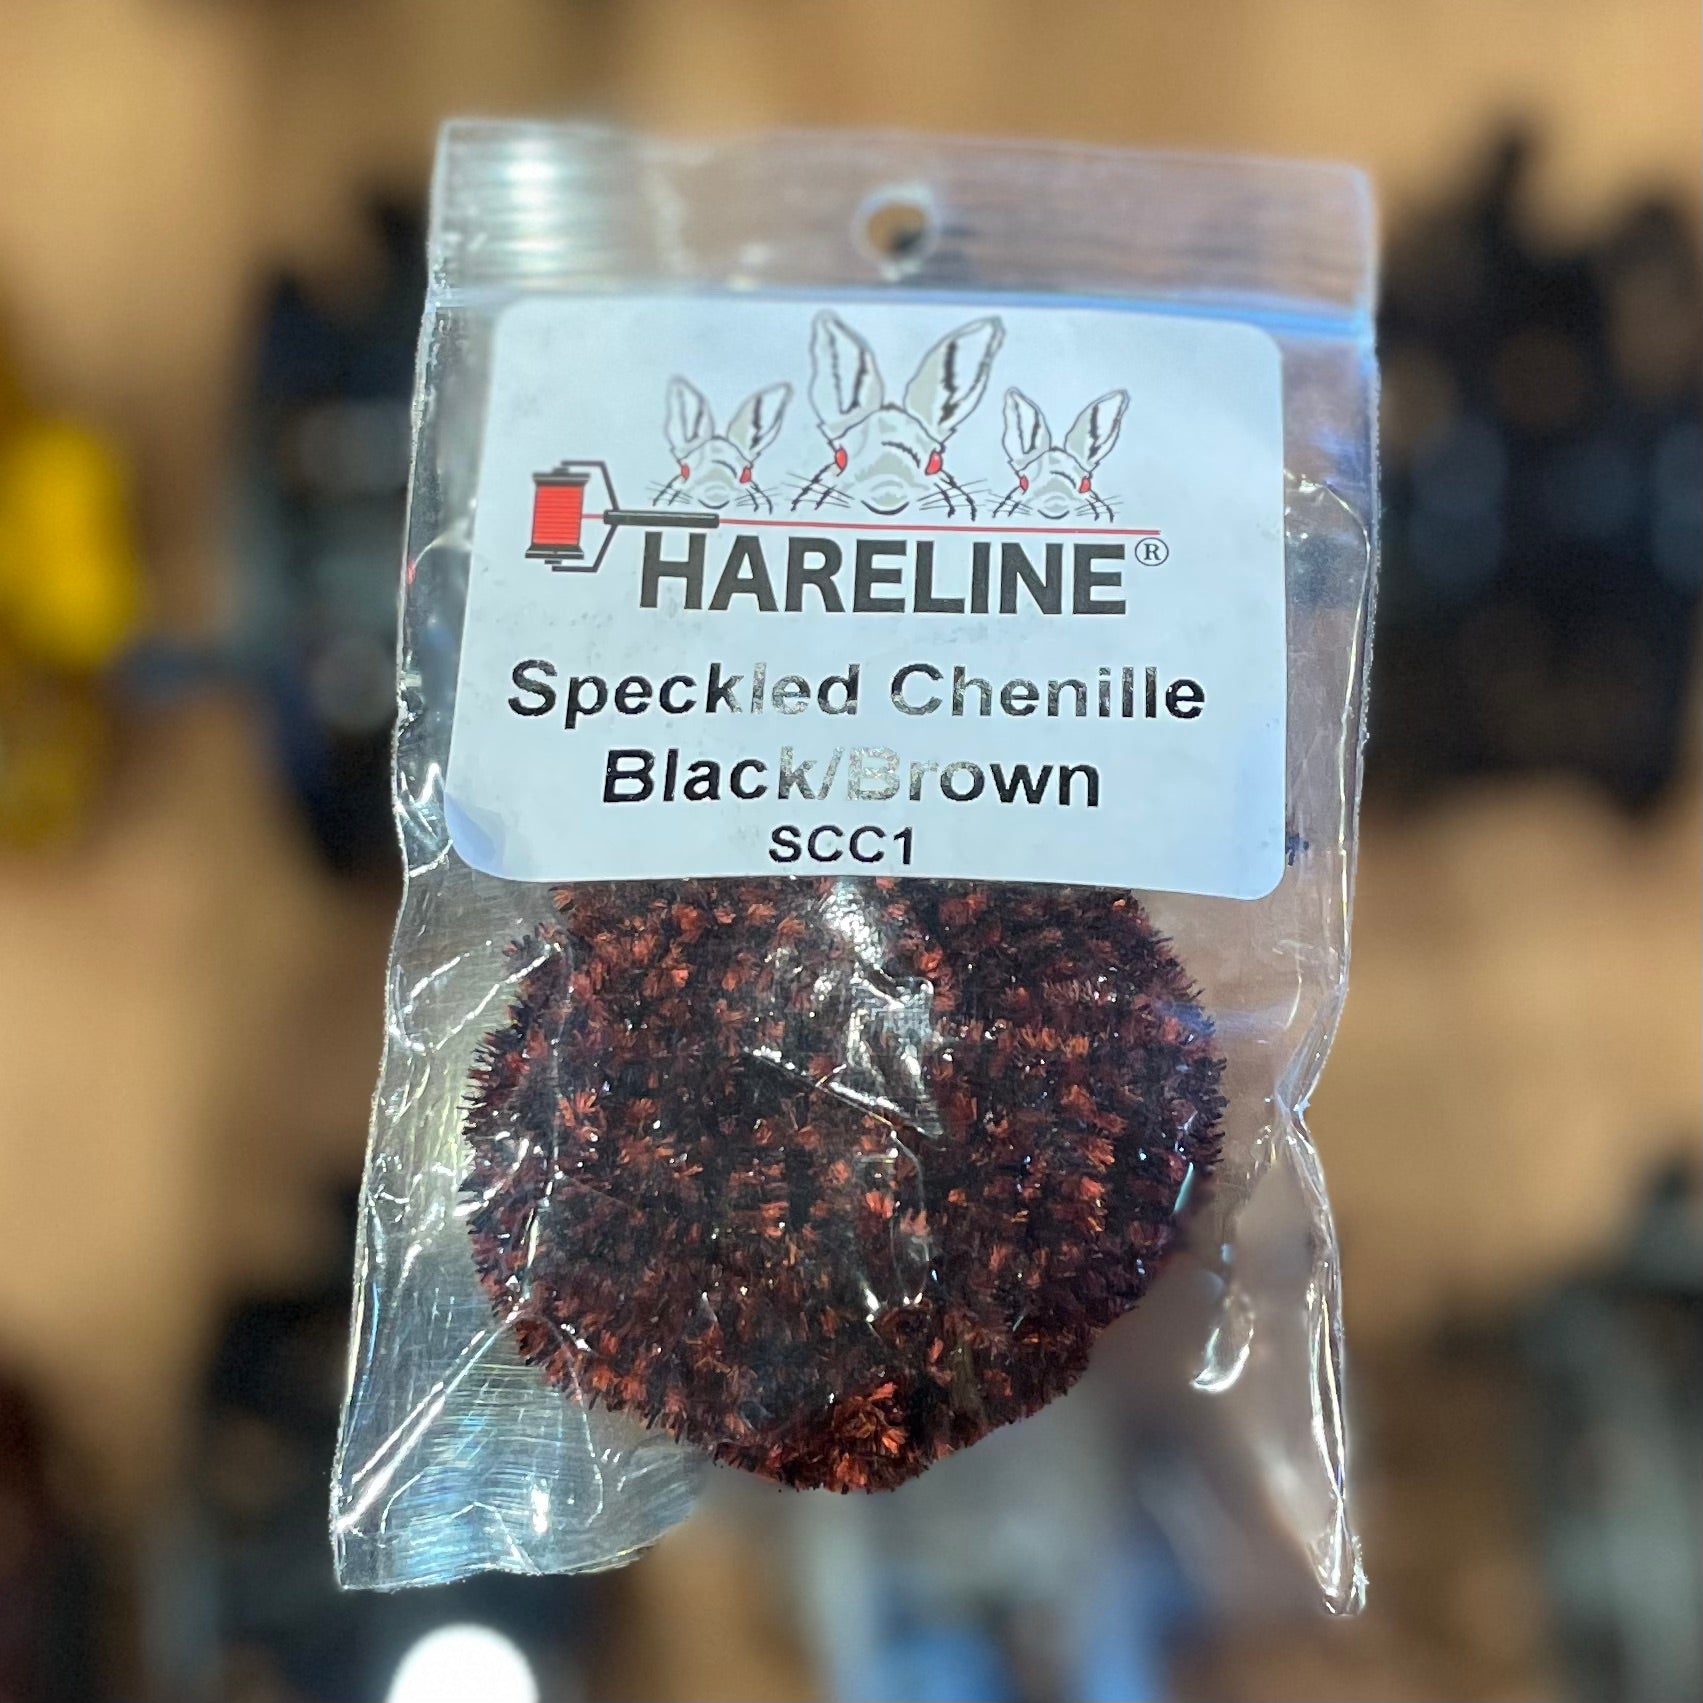 HARELINE®
Speckled Chenille
Black/Brown
SCC1